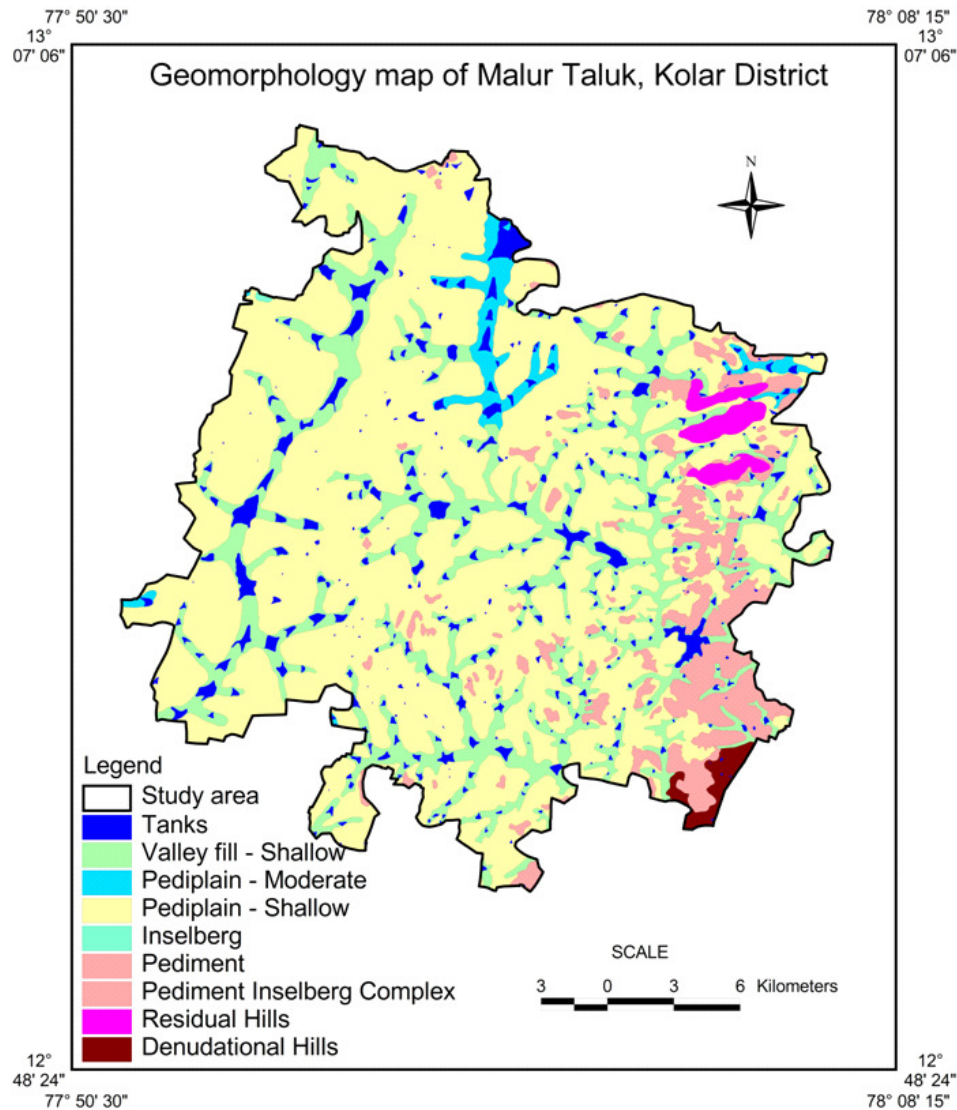 77° 50' 30"
78° 08' 15"
13°
07' 06"
13
07' 06"
Geomorphology map of Malur Taluk, Kolar District
N
Legend
Study area
Tanks
Valley fill - Shallow
Pediplain - Moderate
Pediplain - Shallow
Inselberg
Pediment
Pediment Inselberg Complex
Residual Hills
Denudational Hills
SCALE
3 0 3 6 Kilometers
12°
48' 24"
12°
48' 24"
77° 50' 30"
78° 08' 15"